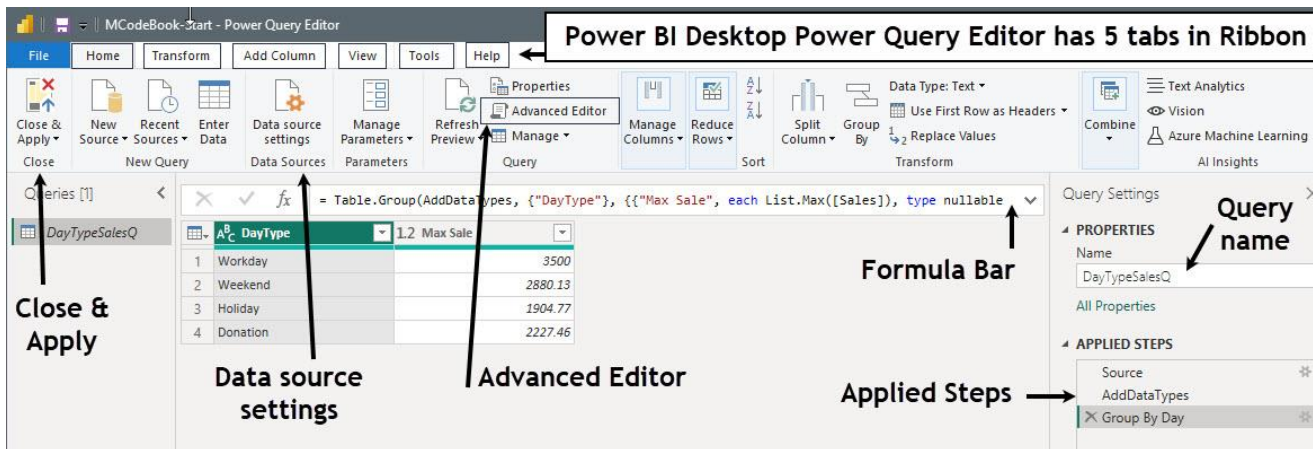 MCodeBook-Start - Power Query Editor
Power BI Desktop Power Query Editor has 5 tabs in Ribbon
File Home Transform Add Column View Tools Help
Close & Apply
New Source
Recent Sources
Enter Data
Data source settings
Manage Parameters
Refresh Preview
Properties
Advanced Editor
Manage
Manage Columns
Reduce Rows
Split Column
Group By
Data Type: Text
Use First Row as Headers
Replace Values
Combine
Text Analytics
Vision
Azure Machine Learning
Close New Query Data Sources Parameters Query Sort Transform AI Insights
Queries [1]
DayTypeSalesQ
fx = Table.Group(AddDataTypes, {"DayType"}, {{"Max Sale", each List.Max([Sales]), type nullable
DayType 1.2 Max Sale
1 Workday 3500
2 Weekend 2880.13
3 Holiday 1904.77
4 Donation 2227.46
Query Settings
PROPERTIES
Name
DayTypeSalesQ
All Properties
APPLIED STEPS
Source
AddDataTypes
Group By Day
Query name
Formula Bar
Close & Apply
Data source settings
Advanced Editor
Applied Steps